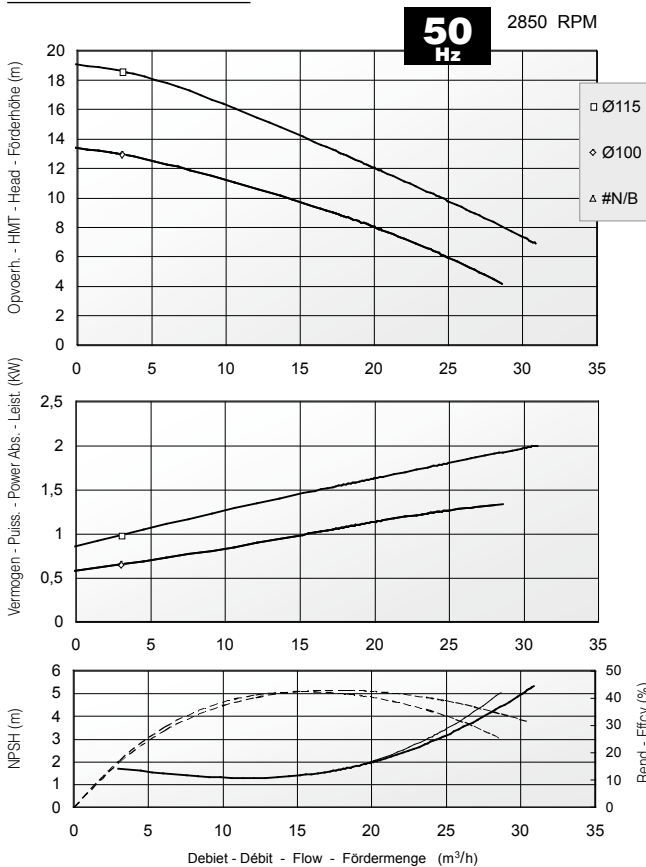 50
Hz
2850 RPM
Opvoerh. - HMT - Head - Förderhöhe (m)
20
18
16
14
12
10
8
6
4
2
0
0 5 10 15 20 25 30 35
Ø115
Ø100
#N/B
Vermogen - Puiss. - Power Abs. - Leist. (KW)
2,5
2
1,5
1
0,5
0
0 5 10 15 20 25 30 35
NPSH (m)
6
5
4
3
2
1
0
50
40
30
20
10
0
Rend - Effcy (%)
0 5 10 15 20 25 30 35
Debiet - Débit - Flow - Fördermenge (m³/h)